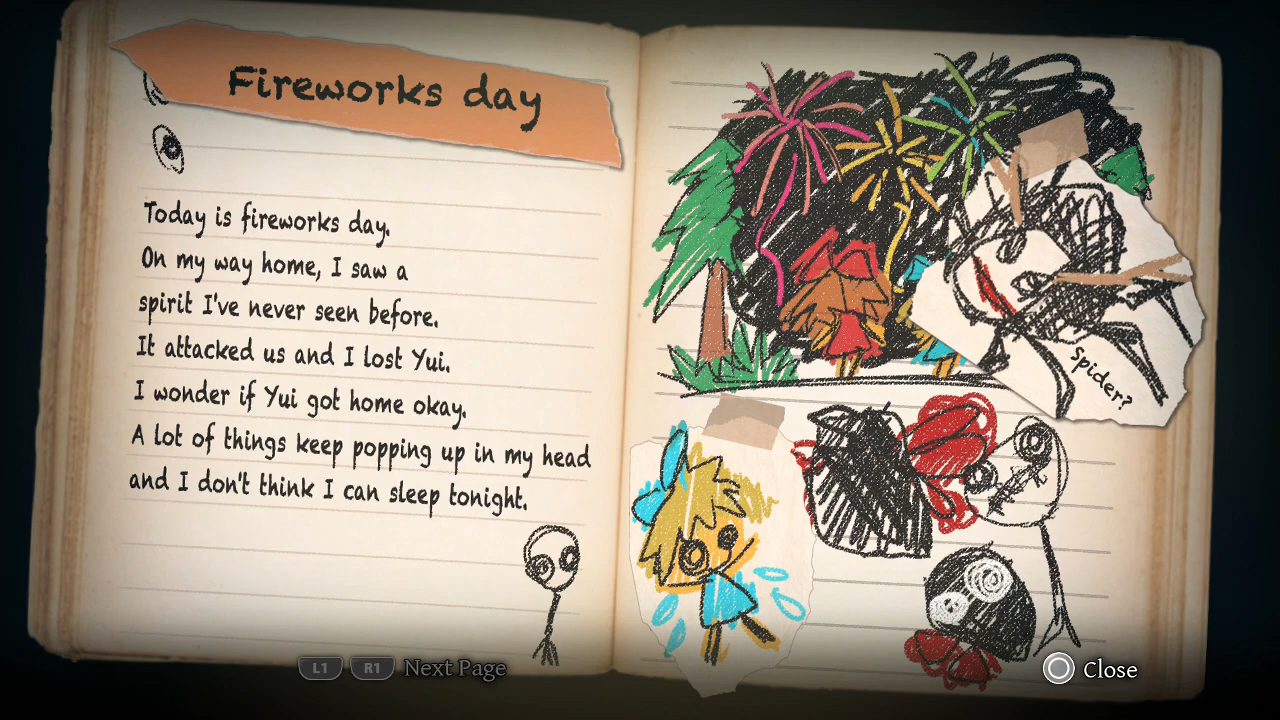 Fireworks day
Today is fireworks day.
On my way home, I saw a
spirit I've never seen before.
It attacked us and I lost Yui.
I wonder if Yui got home okay.
A lot of things keep popping up in my head
and I don't think I can sleep tonight.
Spider?
L1 R1 Next Page
Close